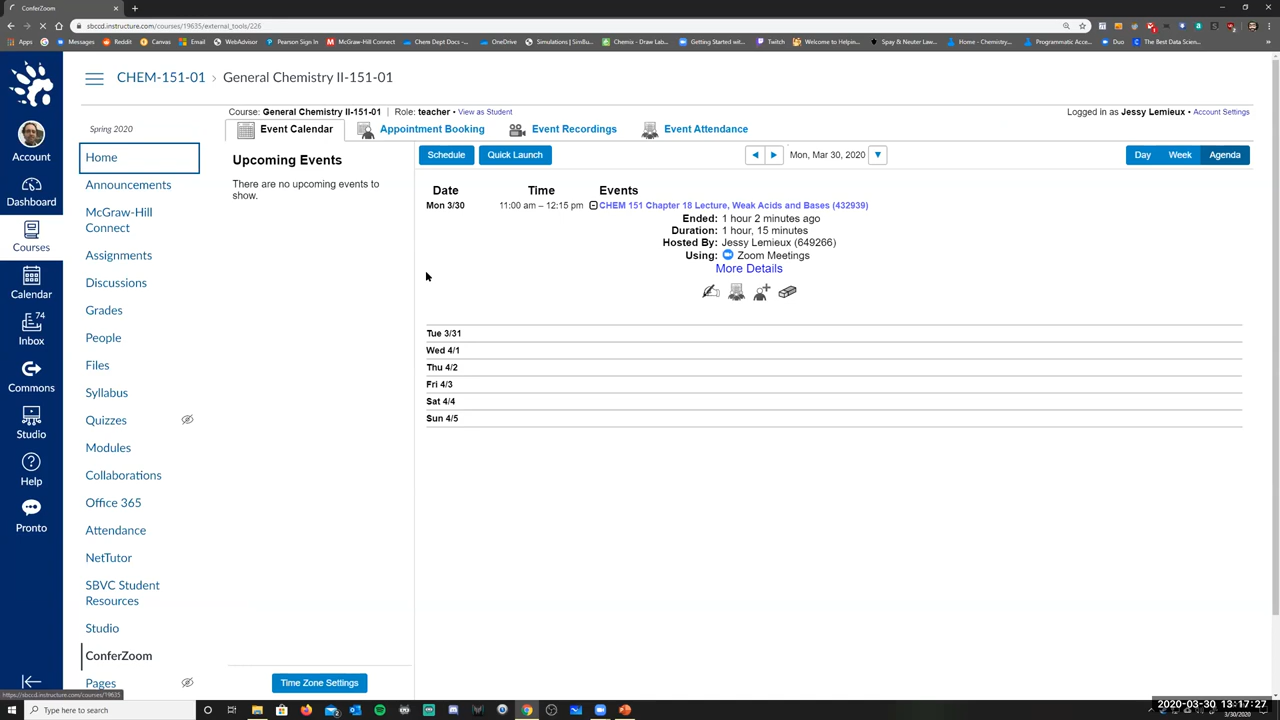 ConferZoom
sbccd.instructure.com/courses/19635/external_tools/226
Apps
Messages
Reddit
Canvas
Email
WebAdvisor
Pearson Sign In
McGraw-Hill Connect
Chem Dept Docs -...
OneDrive
Simulations | SimBu...
Chemix - Draw Lab...
Getting Started wit...
Twitch
Welcome to Helpin...
Spay & Neuter Law...
Home - Chemistry...
Programmatic Acce...
Duo
The Best Data Scien...
CHEM-151-01 › General Chemistry II-151-01
Course: General Chemistry II-151-01 | Role: teacher • View as Student
Logged in as Jessy Lemieux • Account Settings
Spring 2020
Event Calendar
Appointment Booking
Event Recordings
Event Attendance
Account
Dashboard
Courses
Calendar
74
Inbox
Commons
Studio
Help
Pronto
Home
Announcements
McGraw-Hill
Connect
Assignments
Discussions
Grades
People
Files
Syllabus
Quizzes
Modules
Collaborations
Office 365
Attendance
NetTutor
SBVC Student
Resources
Studio
ConferZoom
Pages
Upcoming Events
There are no upcoming events to
show.
Time Zone Settings
Schedule
Quick Launch
Mon, Mar 30, 2020
Day
Week
Agenda
Date Time Events
Mon 3/30 11:00 am – 12:15 pm CHEM 151 Chapter 18 Lecture, Weak Acids and Bases (432939)
Ended: 1 hour 2 minutes ago
Duration: 1 hour, 15 minutes
Hosted By: Jessy Lemieux (649266)
Using: Zoom Meetings
More Details
Tue 3/31
Wed 4/1
Thu 4/2
Fri 4/3
Sat 4/4
Sun 4/5
https://sbccd.instructure.com/courses/19635
Type here to search
2020-03-30 13:17:27
3/30/2020